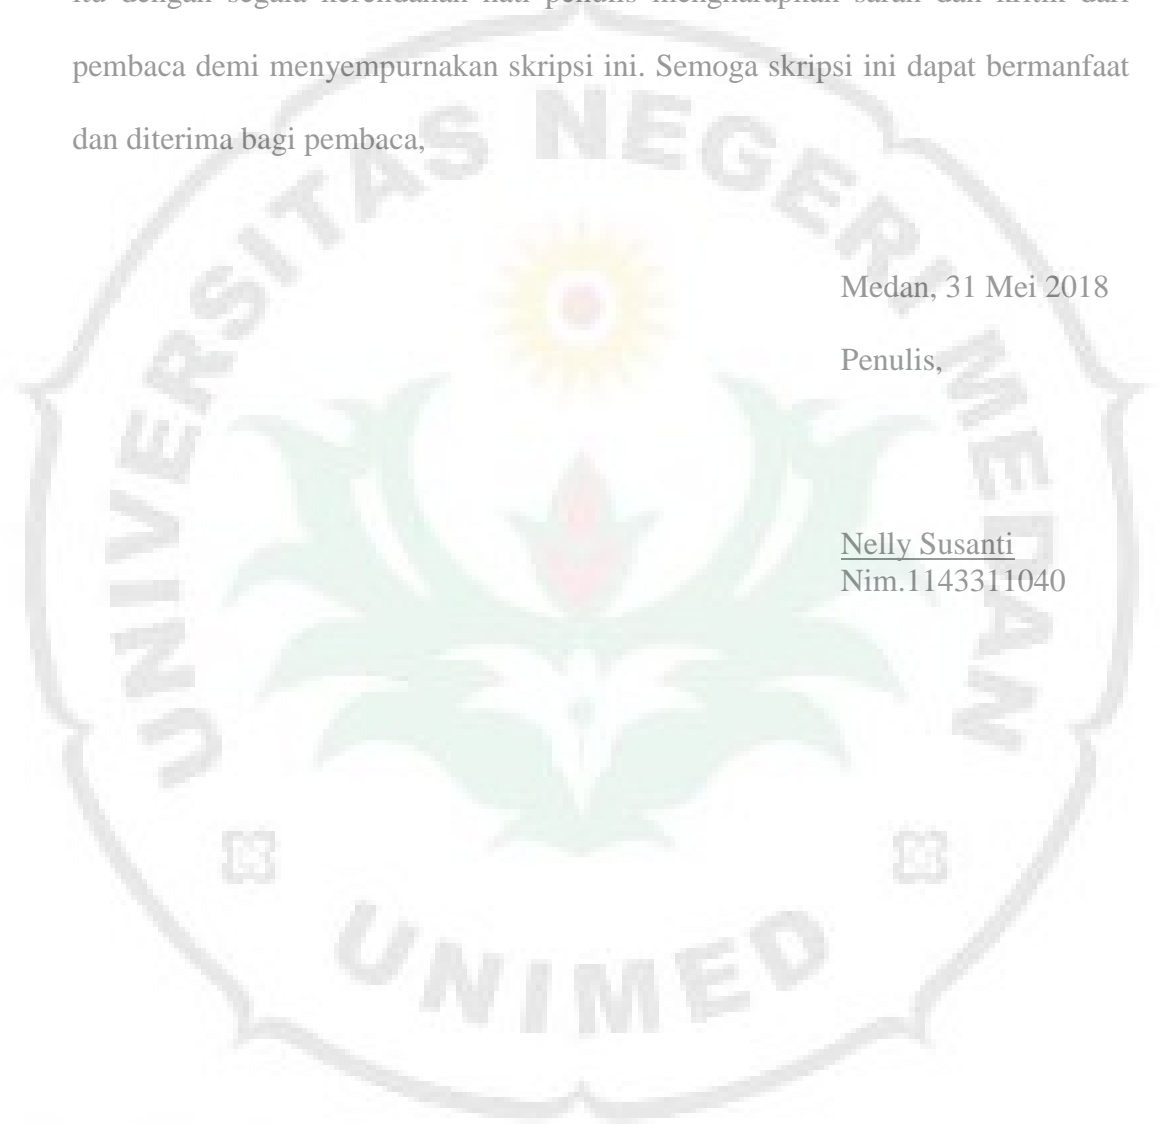 itu dengan segala kerendahan hati penulis mengharapkan saran dan kritik dari
pembaca demi menyempurnakan skripsi ini. Semoga skripsi ini dapat bermanfaat
dan diterima bagi pembaca,
Medan, 31 Mei 2018
Penulis,
Nelly Susanti
Nim.1143311040
UNIVERSITAS NEGERI MEDAN
UNIMED